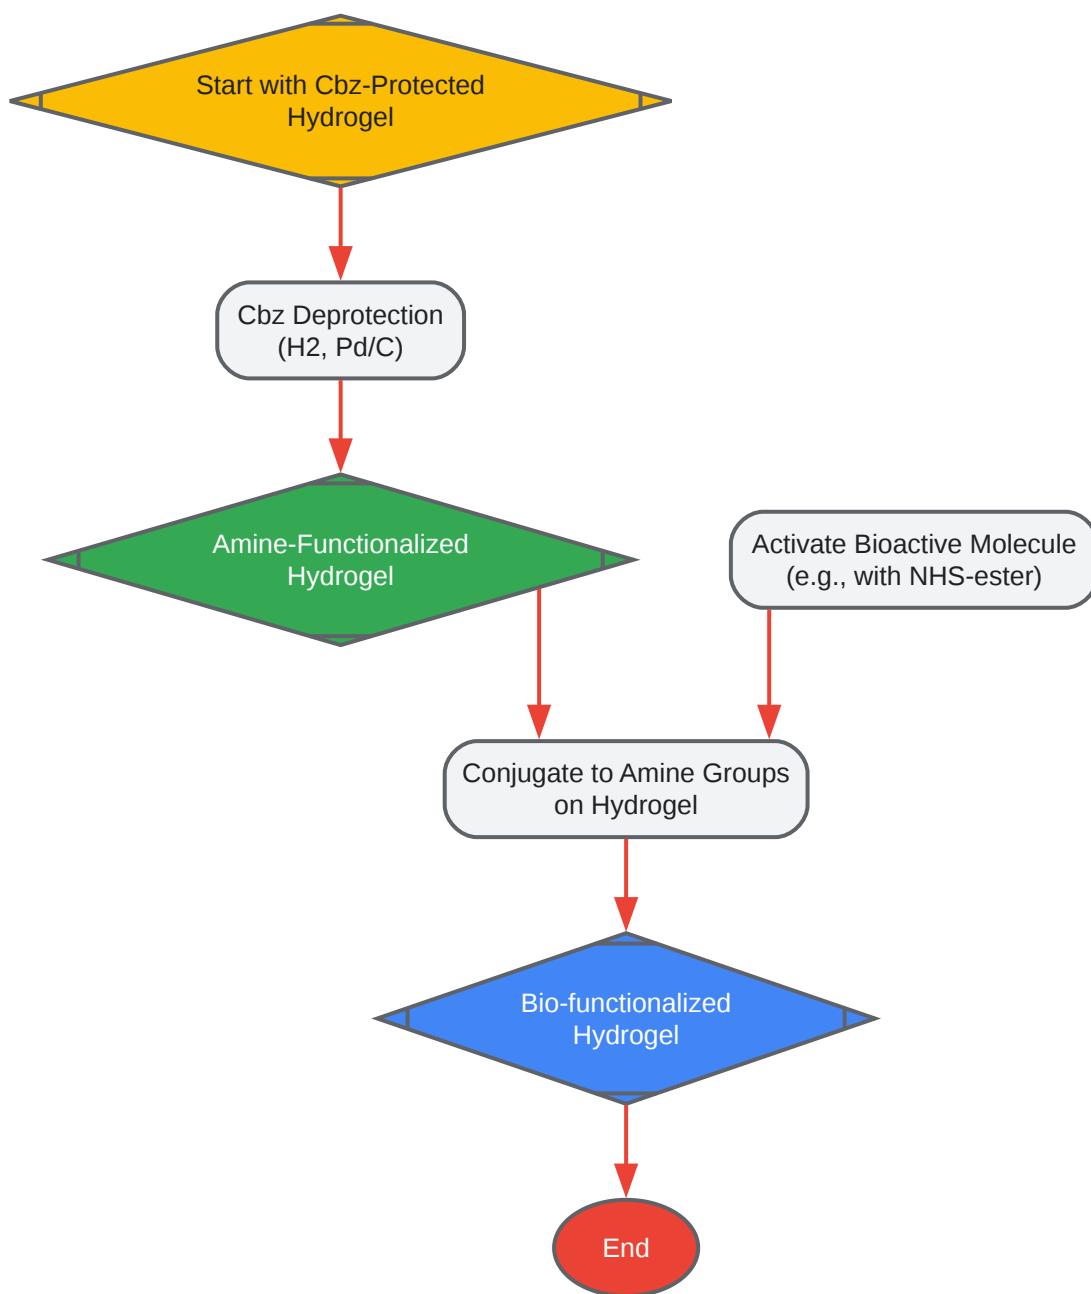 Start with Cbz-Protected
Hydrogel
Cbz Deprotection
(H2, Pd/C)
Amine-Functionalized
Hydrogel
Activate Bioactive Molecule
(e.g., with NHS-ester)
Conjugate to Amine Groups
on Hydrogel
Bio-functionalized
Hydrogel
End